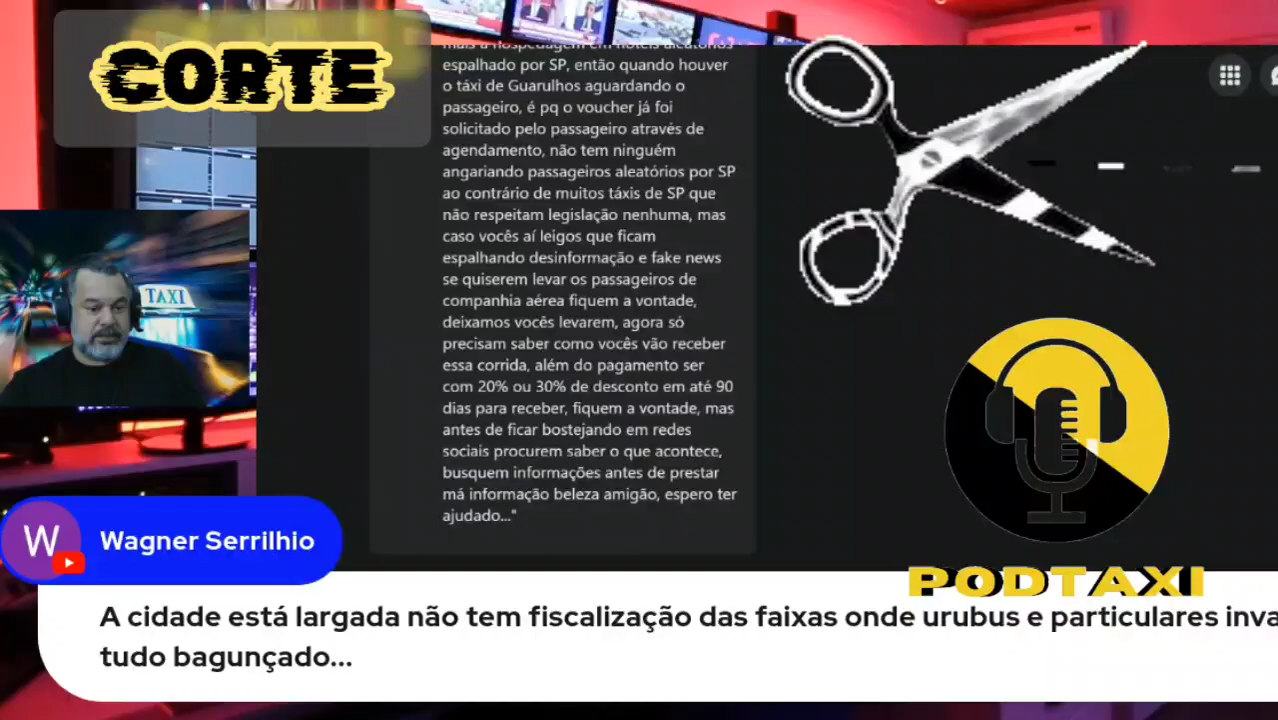 CORTE
mais a hospedagem em hotéis aleatórios
espalhado por SP, então quando houver
o táxi de Guarulhos aguardando o
passageiro, é pq o voucher já foi
solicitado pelo passageiro através de
agendamento, não tem ninguém
angariando passageiros aleatórios por SP
ao contrário de muitos táxis de SP que
não respeitam legislação nenhuma, mas
caso vocês aí leigos que ficam
espalhando desinformação e fake news
se quiserem levar os passageiros de
companhia aérea fiquem a vontade,
deixamos vocês levarem, agora só
precisam saber como vocês vão receber
essa corrida, além do pagamento ser
com 20% ou 30% de desconto em até 90
dias para receber, fiquem a vontade, mas
antes de ficar bostejando em redes
sociais procurem saber o que acontece,
busquem informações antes de prestar
má informação beleza amigão, espero ter
ajudado..."
TAXI
W
Wagner Serrilhio
PODTAXI
A cidade está largada não tem fiscalização das faixas onde urubus e particulares inva
tudo bagunçado...